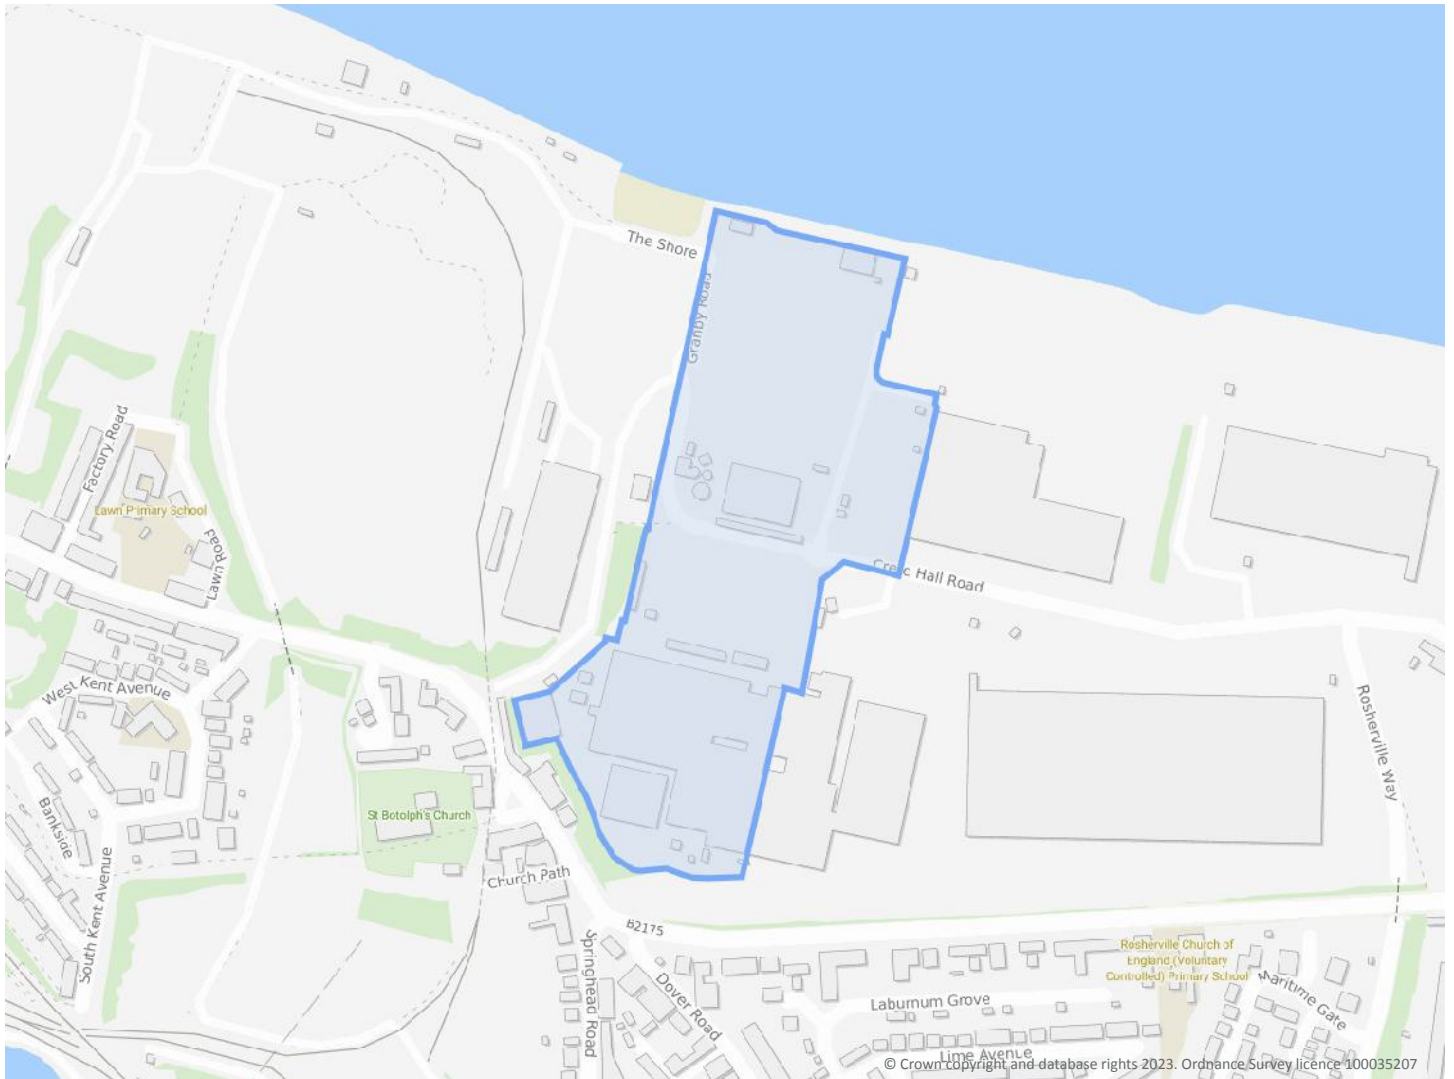 The Shore
Granby Road
Factory Road
Lawn Primary School
Lawn Road
Hall Road
West Kent Avenue
Rosherville Way
Bankside
St Botolph's Church
Church Path
South Kent Avenue
B2175
Springhead Road
Dover Road
Rosherville Church of
England (Voluntary
Controlled) Primary School
Maritime Gate
Laburnum Grove
Lime Avenue
© Crown copyright and database rights 2023. Ordnance Survey licence 100035207